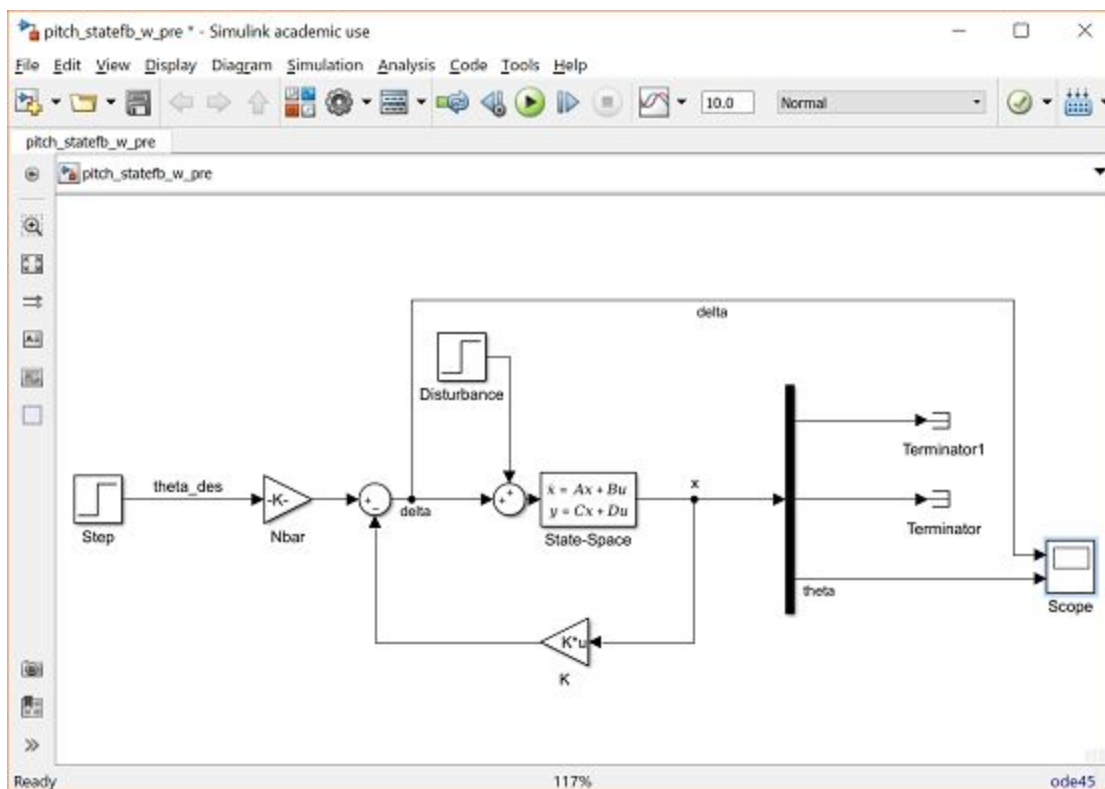 pitch_statefb_w_pre * - Simulink academic use
File Edit View Display Diagram Simulation Analysis Code Tools Help
10.0 Normal
pitch_statefb_w_pre
pitch_statefb_w_pre
delta
Disturbance
Terminator1
theta_des
-K-
+
−
delta
+
+
ẋ = Ax + Bu
y = Cx + Du
x
Step
Nbar
State-Space
Terminator
theta
Scope
K*u
K
Ready 117% ode45